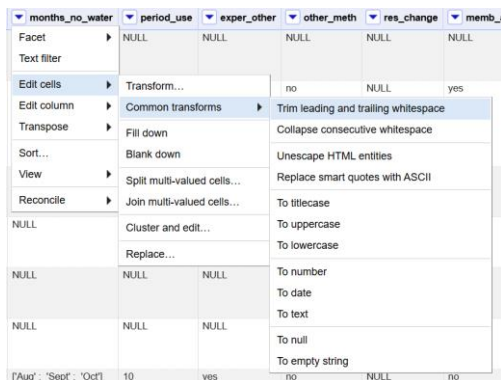 months_no_water period_use exper_other other_meth res_change memb_
Facet NULL NULL NULL NULL NULL
Text filter
Edit cells Transform... no NULL yes
Edit column Common transforms Trim leading and trailing whitespace
Transpose Fill down Collapse consecutive whitespace
Sort... Blank down Unescape HTML entities
View Split multi-valued cells... Replace smart quotes with ASCII
Reconcile Join multi-valued cells... To titlecase
NULL Cluster and edit... To uppercase
To lowercase
Replace...
NULL NULL NULL To number
To date
To text
NULL NULL NULL To null
To empty string
['Aug' ; 'Sept' ; 'Oct'] 10 yes no NULL no